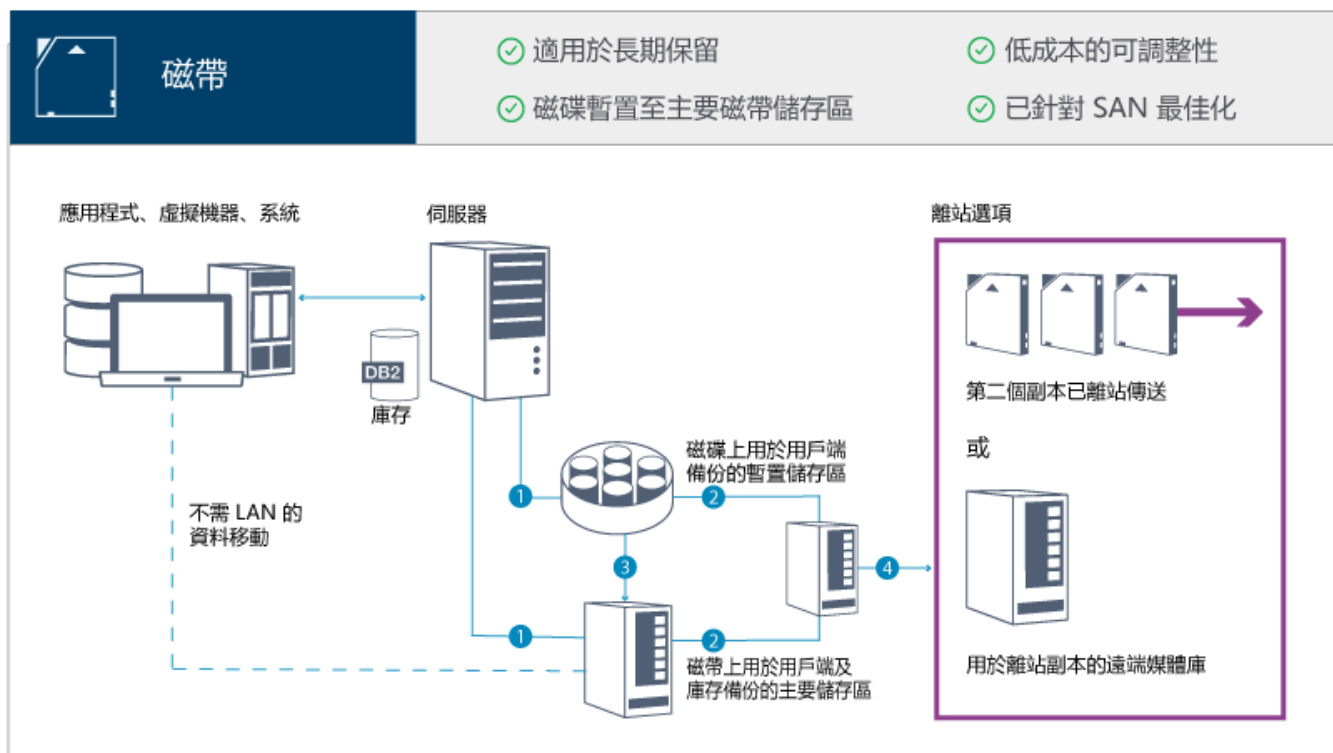 磁帶
適用於長期保留
低成本的可調整性
磁碟暫置至主要磁帶儲存區
已針對 SAN 最佳化
應用程式、虛擬機器、系統
伺服器
離站選項
DB2
庫存
第二個副本已離站傳送
或
磁碟上用於用戶端
備份的暫置儲存區
1
2
不需 LAN 的
資料移動
3
4
1
2
磁帶上用於用戶端及
庫存備份的主要儲存區
用於離站副本的遠端媒體庫